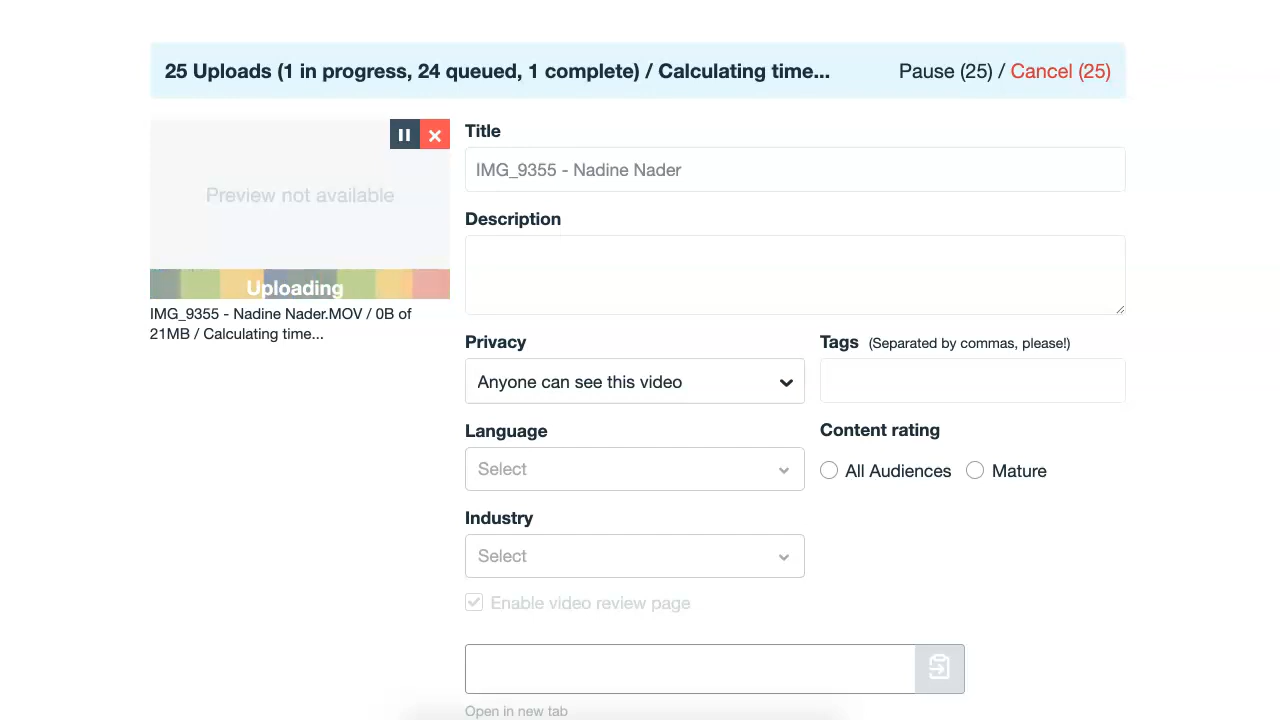 25 Uploads (1 in progress, 24 queued, 1 complete) / Calculating time... Pause (25) / Cancel (25)
Preview not available
Uploading
IMG_9355 - Nadine Nader.MOV / 0B of
21MB / Calculating time...
Title
IMG_9355 - Nadine Nader
Description
Privacy
Anyone can see this video
Tags (Separated by commas, please!)
Language
Select
Content rating
All Audiences Mature
Industry
Select
Enable video review page
Open in new tab